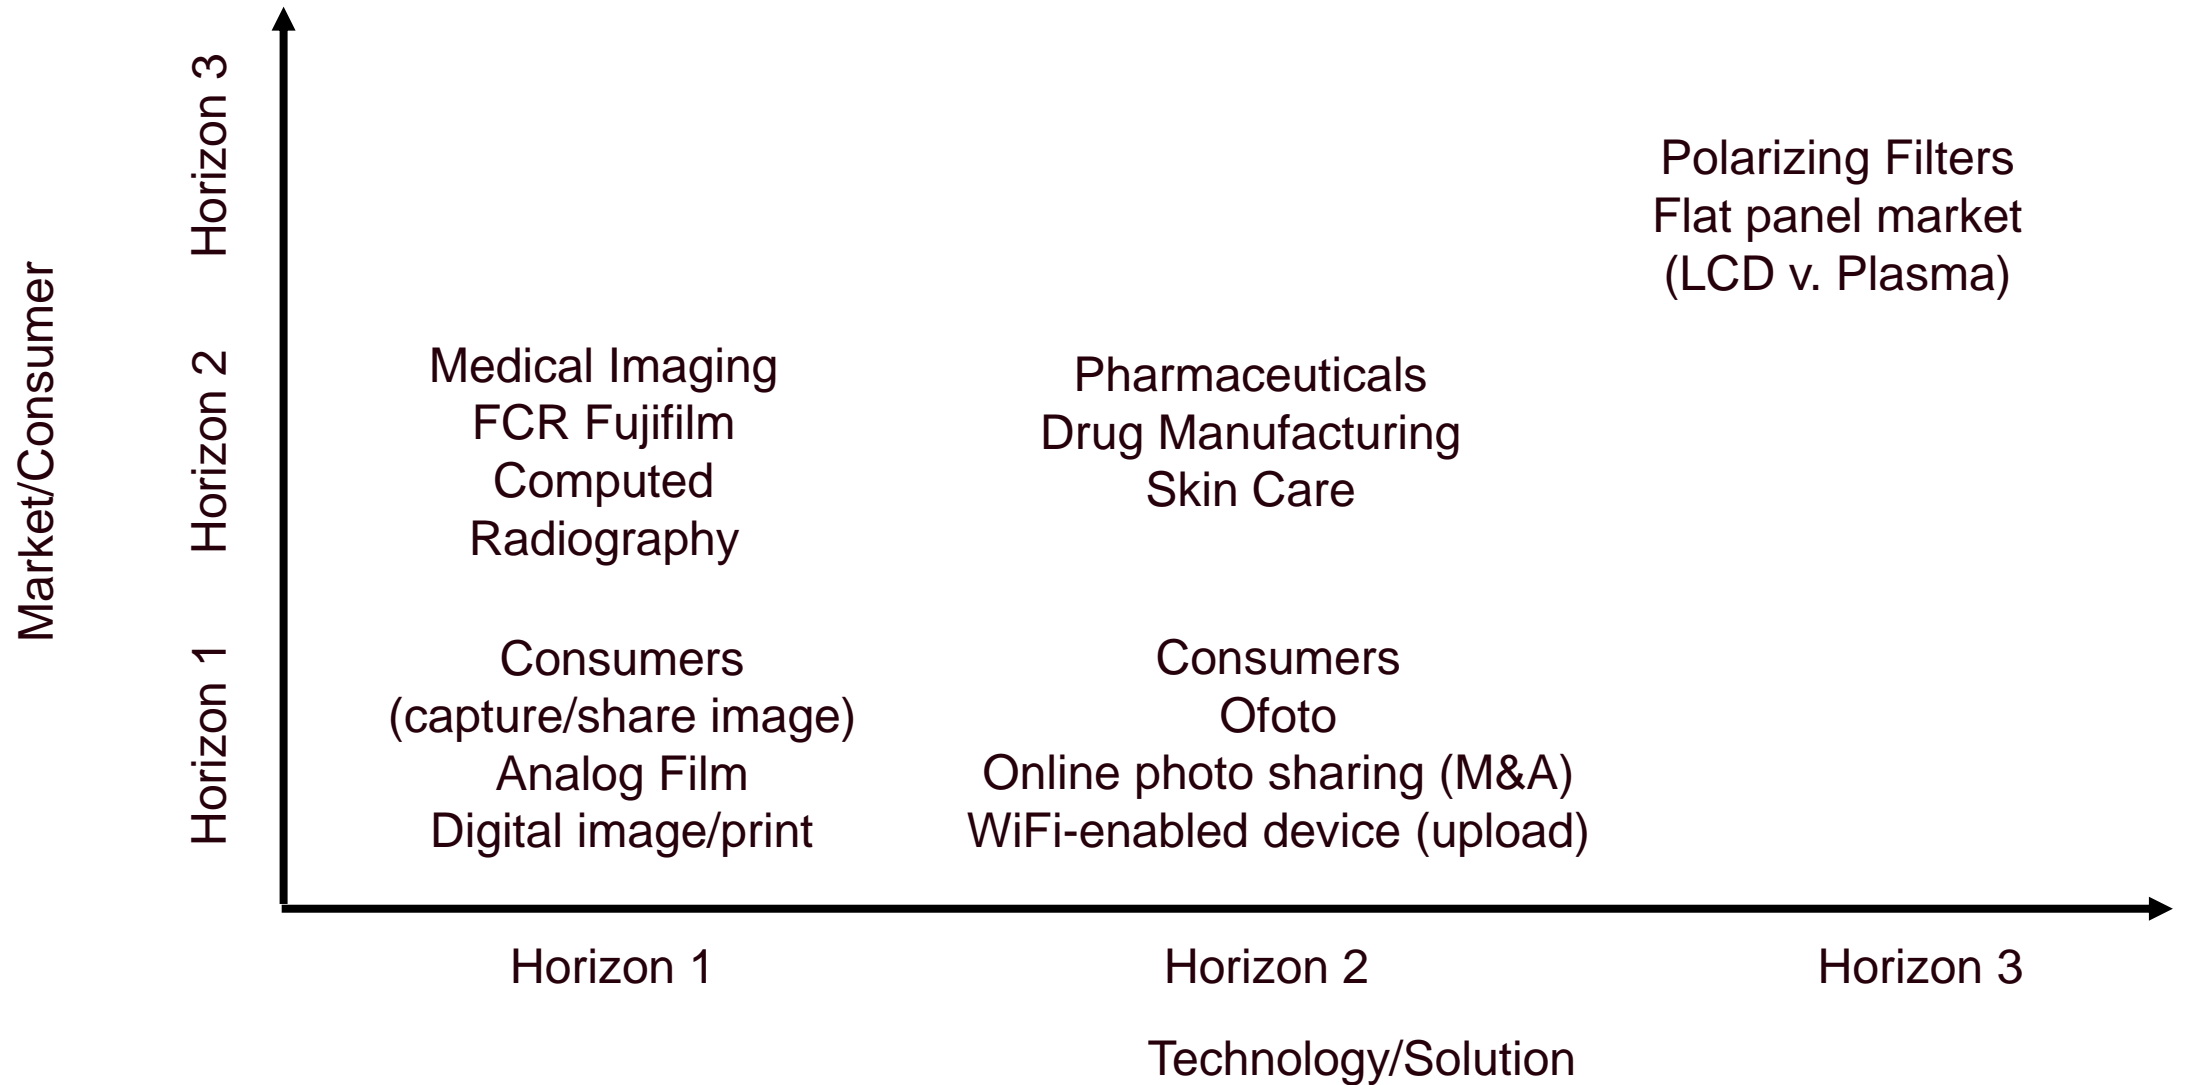 Market/Consumer
Horizon 3
Horizon 2
Horizon 1
Polarizing Filters
Flat panel market
(LCD v. Plasma)
Medical Imaging
FCR Fujifilm
Computed
Radiography
Pharmaceuticals
Drug Manufacturing
Skin Care
Consumers
(capture/share image)
Analog Film
Digital image/print
Consumers
Ofoto
Online photo sharing (M&A)
WiFi-enabled device (upload)
Horizon 1
Horizon 2
Horizon 3
Technology/Solution